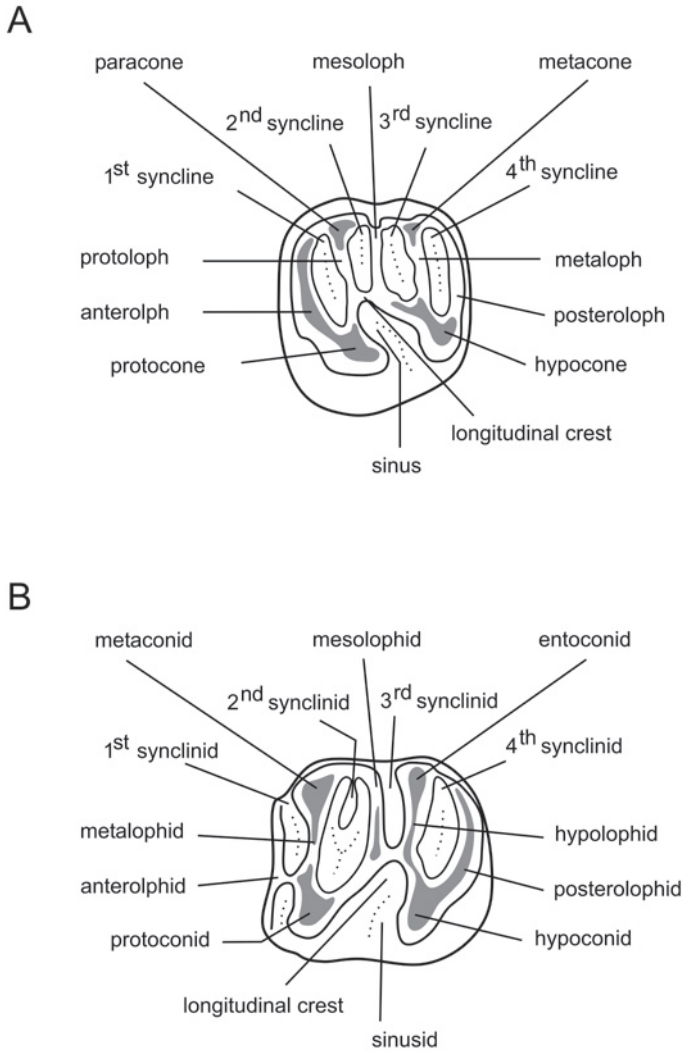 A
paracone
mesoloph
metacone
2nd syncline
3rd syncline
1st syncline
4th syncline
protoloph
metaloph
anterolph
posteroloph
protocone
hypocone
longitudinal crest
sinus
B
metaconid
mesolophid
entoconid
2nd synclinid
3rd synclinid
1st synclinid
4th synclinid
metalophid
hypolophid
anterolphid
posterolophid
protoconid
hypoconid
longitudinal crest
sinusid